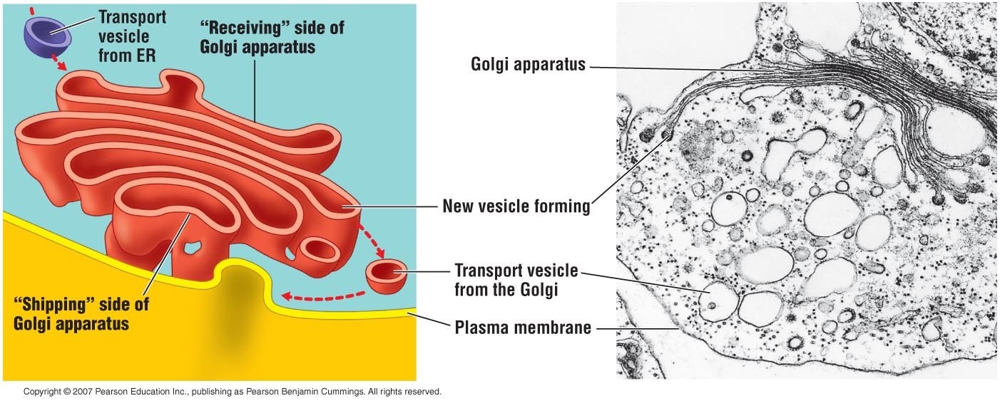 Transport
vesicle
from ER
“Receiving” side of
Golgi apparatus
Golgi apparatus
New vesicle forming
Transport vesicle
from the Golgi
“Shipping” side of
Golgi apparatus
Plasma membrane
Copyright © 2007 Pearson Education Inc., publishing as Pearson Benjamin Cummings. All rights reserved.